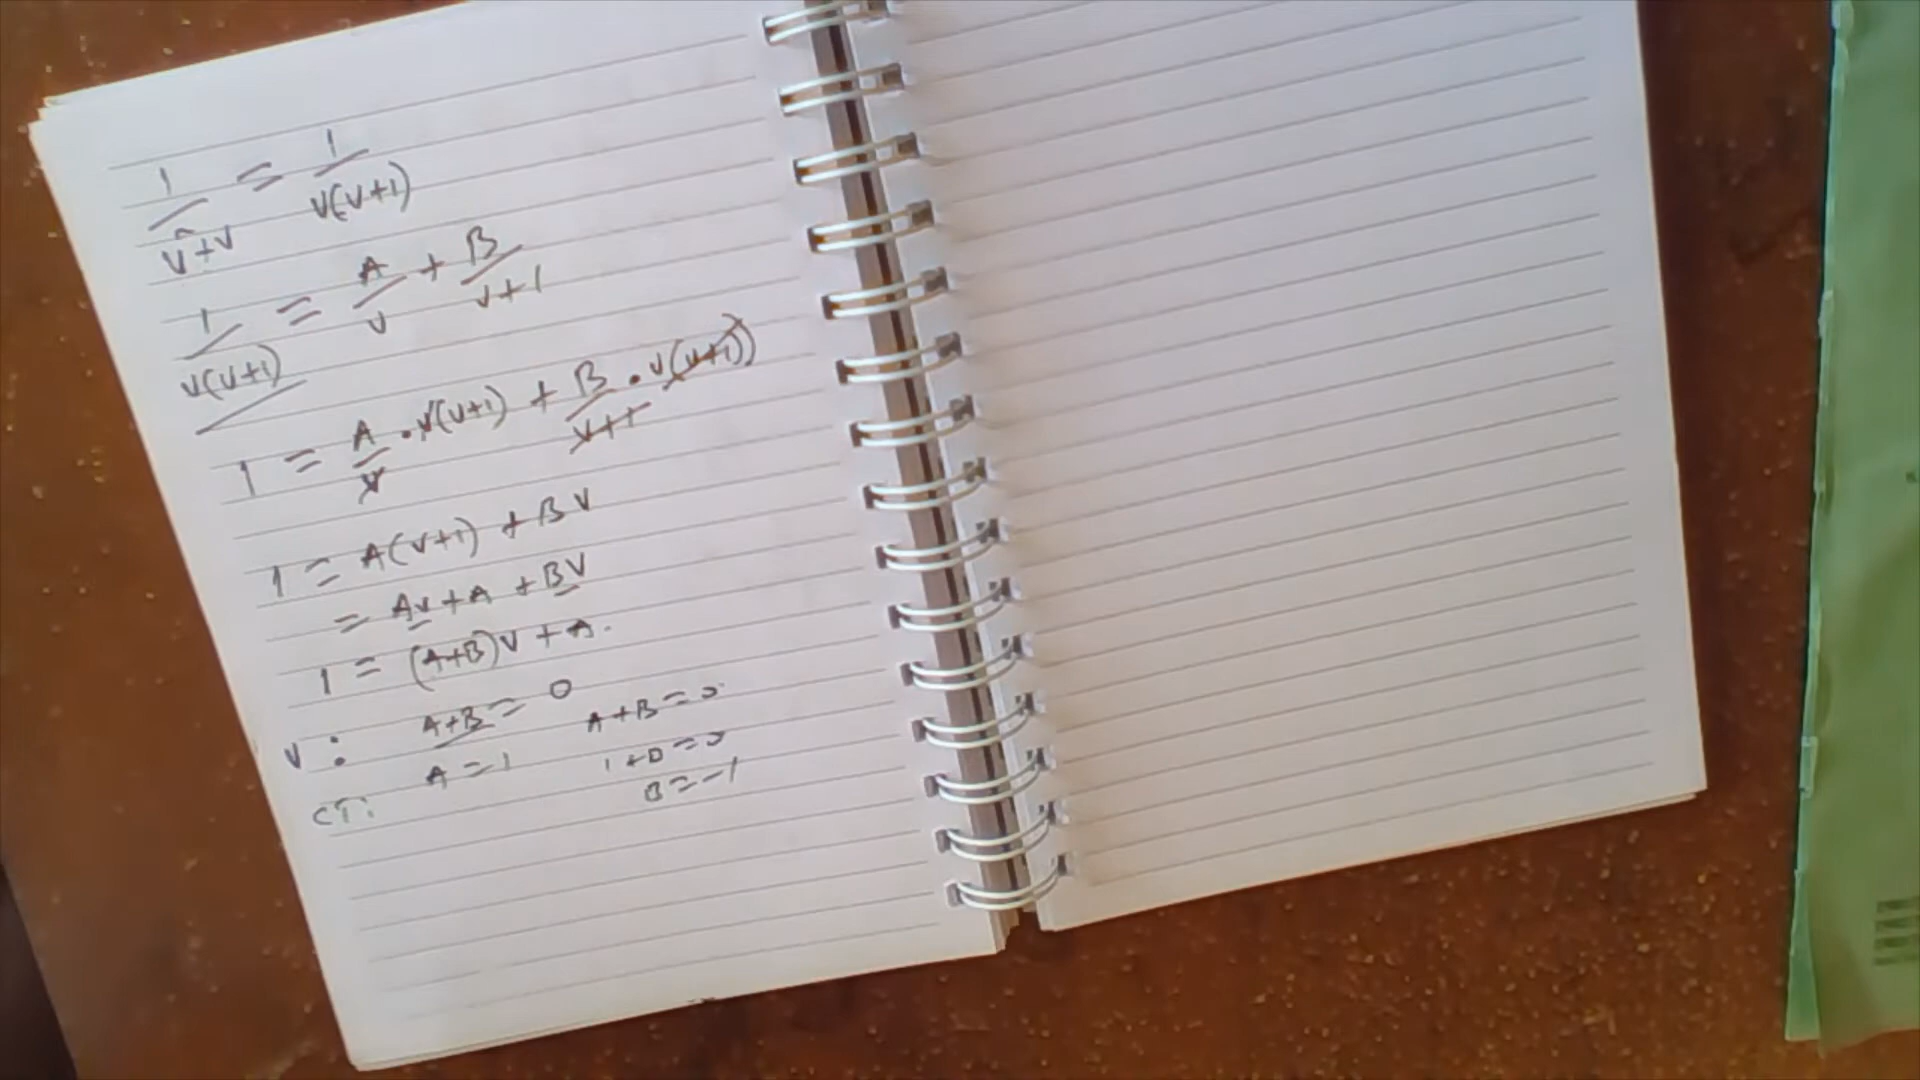 1/(v²+v) = 1/(v(v+1))
1/(v(v+1)) = A/v + B/(v+1)
1 = A/v · v(v+1) + B/(v+1) · v(v+1)
1 = A(v+1) + BV
= Av + A + BV
1 = (A+B)V + A.
V : A+B = 0 A+B = 0
CT: A = 1 1+B = 0
B = -1